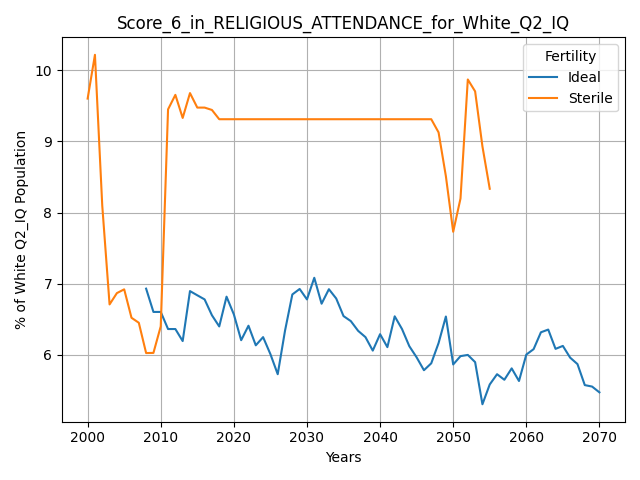 Score_6_in_RELIGIOUS_ATTENDANCE_for_White_Q2_IQ
Fertility
Ideal
Sterile
% of White Q2_IQ Population
10
9
8
7
6
2000 2010 2020 2030 2040 2050 2060 2070
Years